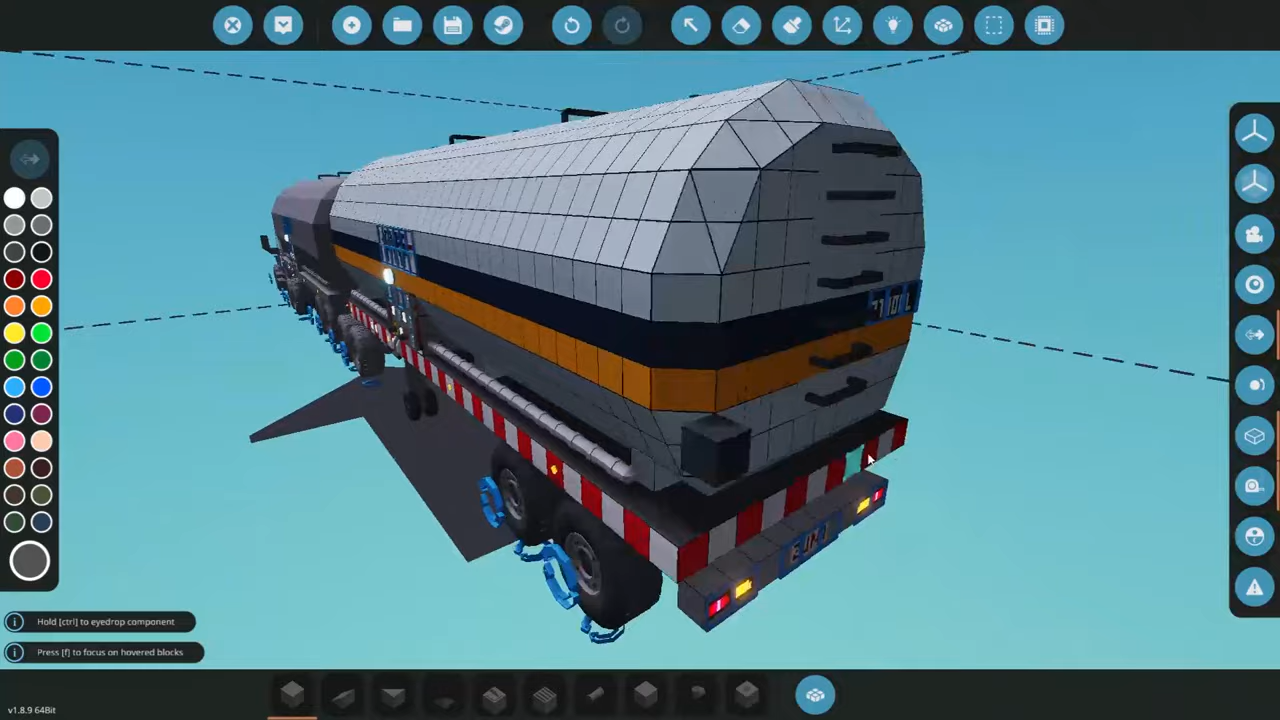 Hold [ctrl] to eyedrop component
Press [f] to focus on hovered blocks
v1.8.9 64Bit